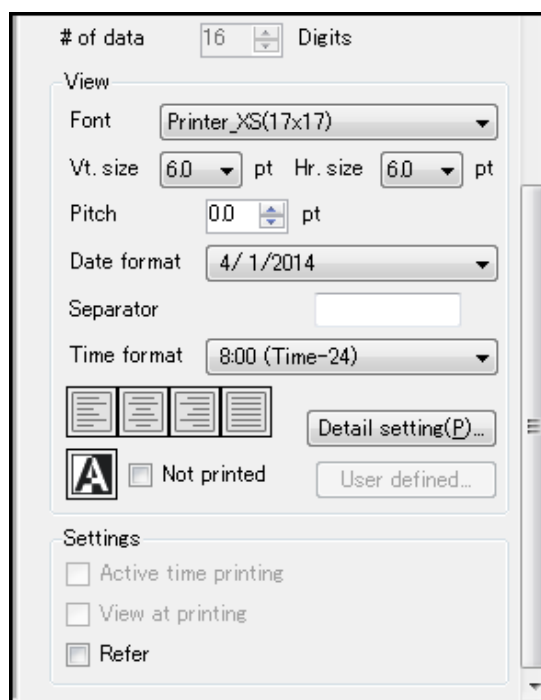 # of data 16 Digits
View
Font Printer_XS(17x17)
Vt. size 6.0 pt Hr. size 6.0 pt
Pitch 0.0 pt
Date format 4/ 1/2014
Separator
Time format 8:00 (Time-24)
Detail setting(P)...
A Not printed User defined...
Settings
Active time printing
View at printing
Refer